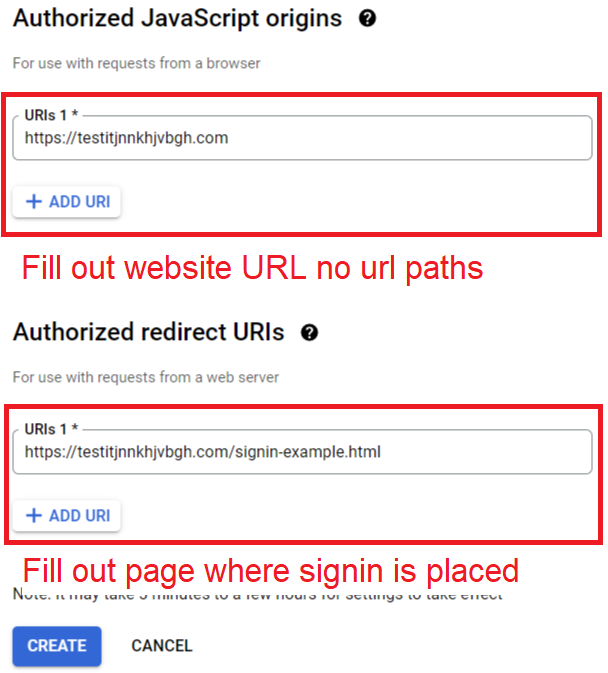 Authorized JavaScript origins ?
For use with requests from a browser
URIs 1 *
https://testitjnnkhjvbgh.com
+ ADD URI
Fill out website URL no url paths
Authorized redirect URIs ?
For use with requests from a web server
URIs 1 *
https://testitjnnkhjvbgh.com/signin-example.html
+ ADD URI
Fill out page where signin is placed
Note: It may take 5 minutes to a few hours for settings to take effect
CREATE CANCEL